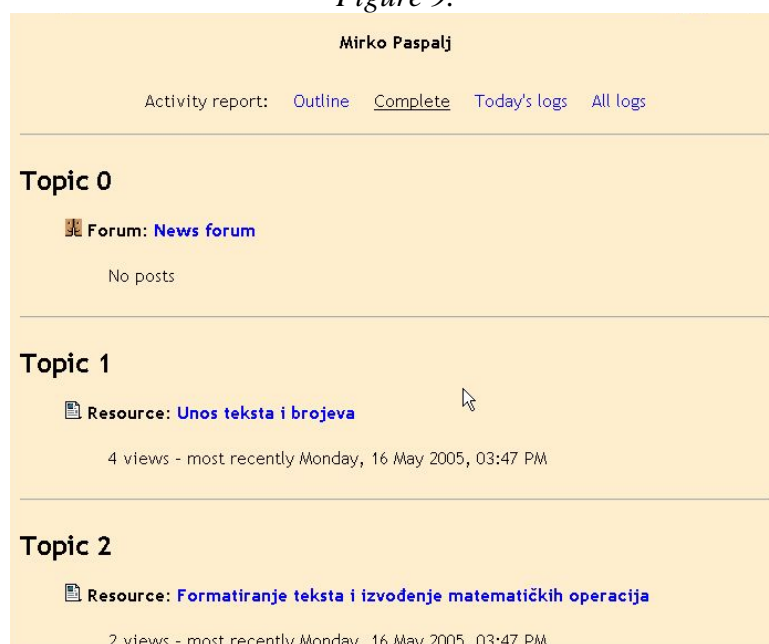 Figure 9.
Mirko Paspalj
Activity report: Outline Complete Today's logs All logs
Topic 0
Forum: News forum
No posts
Topic 1
Resource: Unos teksta i brojeva
4 views - most recently Monday, 16 May 2005, 03:47 PM
Topic 2
Resource: Formatiranje teksta i izvođenje matematičkih operacija
2 views - most recently Monday, 16 May 2005, 03:47 PM